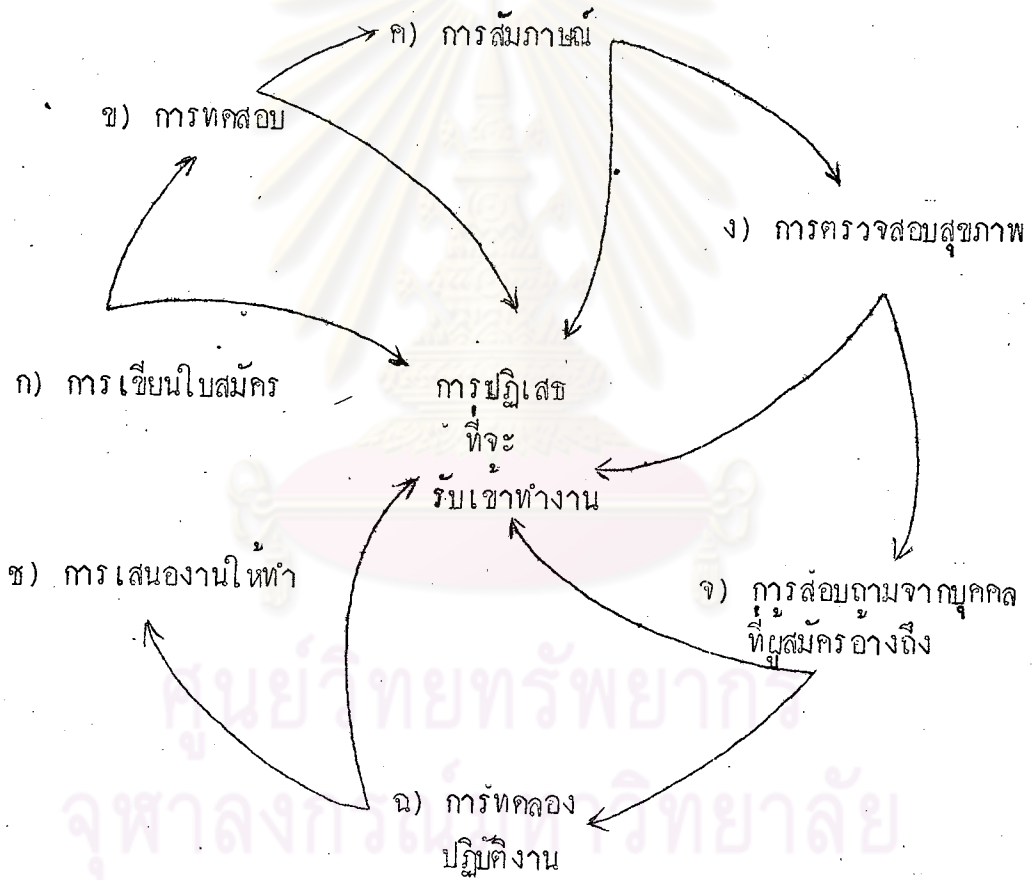 ค) การสัมภาษณ์
ข) การทดสอบ
ง) การตรวจสอบสุขภาพ
ก) การเขียนใบสมัคร
การปฏิเสธ
ที่จะ
รับเข้าทำงาน
ช) การเสนองานให้ทำ
จ) การสอบถามจากบุคคล
ที่ผู้สมัครอ้างถึง
ฉ) การทดลอง
ปฏิบัติงาน
ศูนย์วิทยทรัพยากร
จุฬาลงกรณ์มหาวิทยาลัย